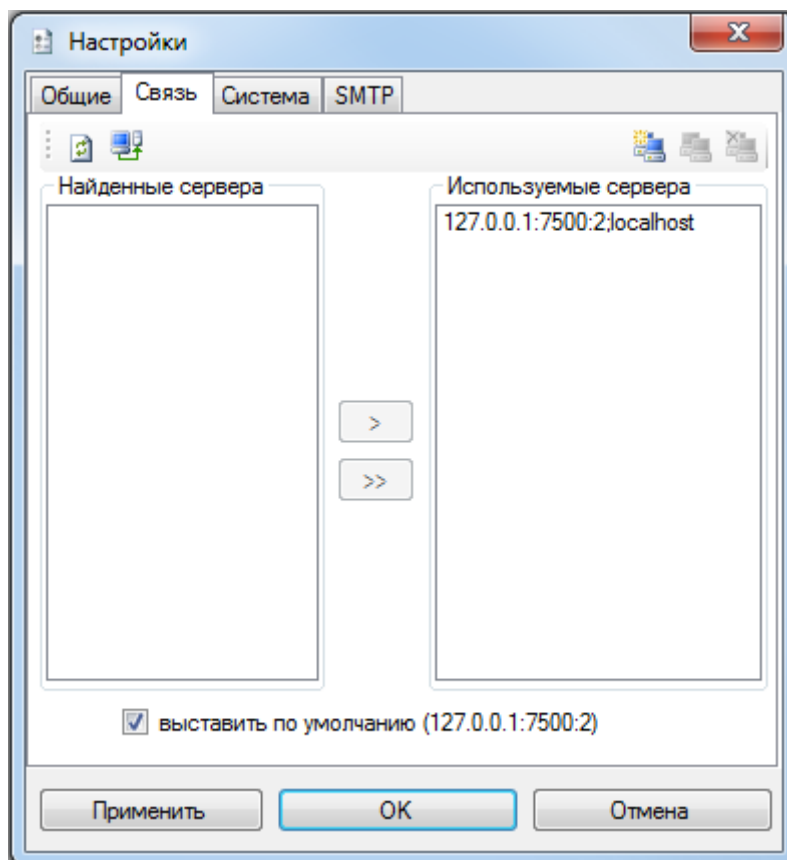 Настройки
Общие Связь Система SMTP
Найденные сервера Используемые сервера
127.0.0.1:7500:2;localhost
>
>>
выставить по умолчанию (127.0.0.1:7500:2)
Применить OK Отмена